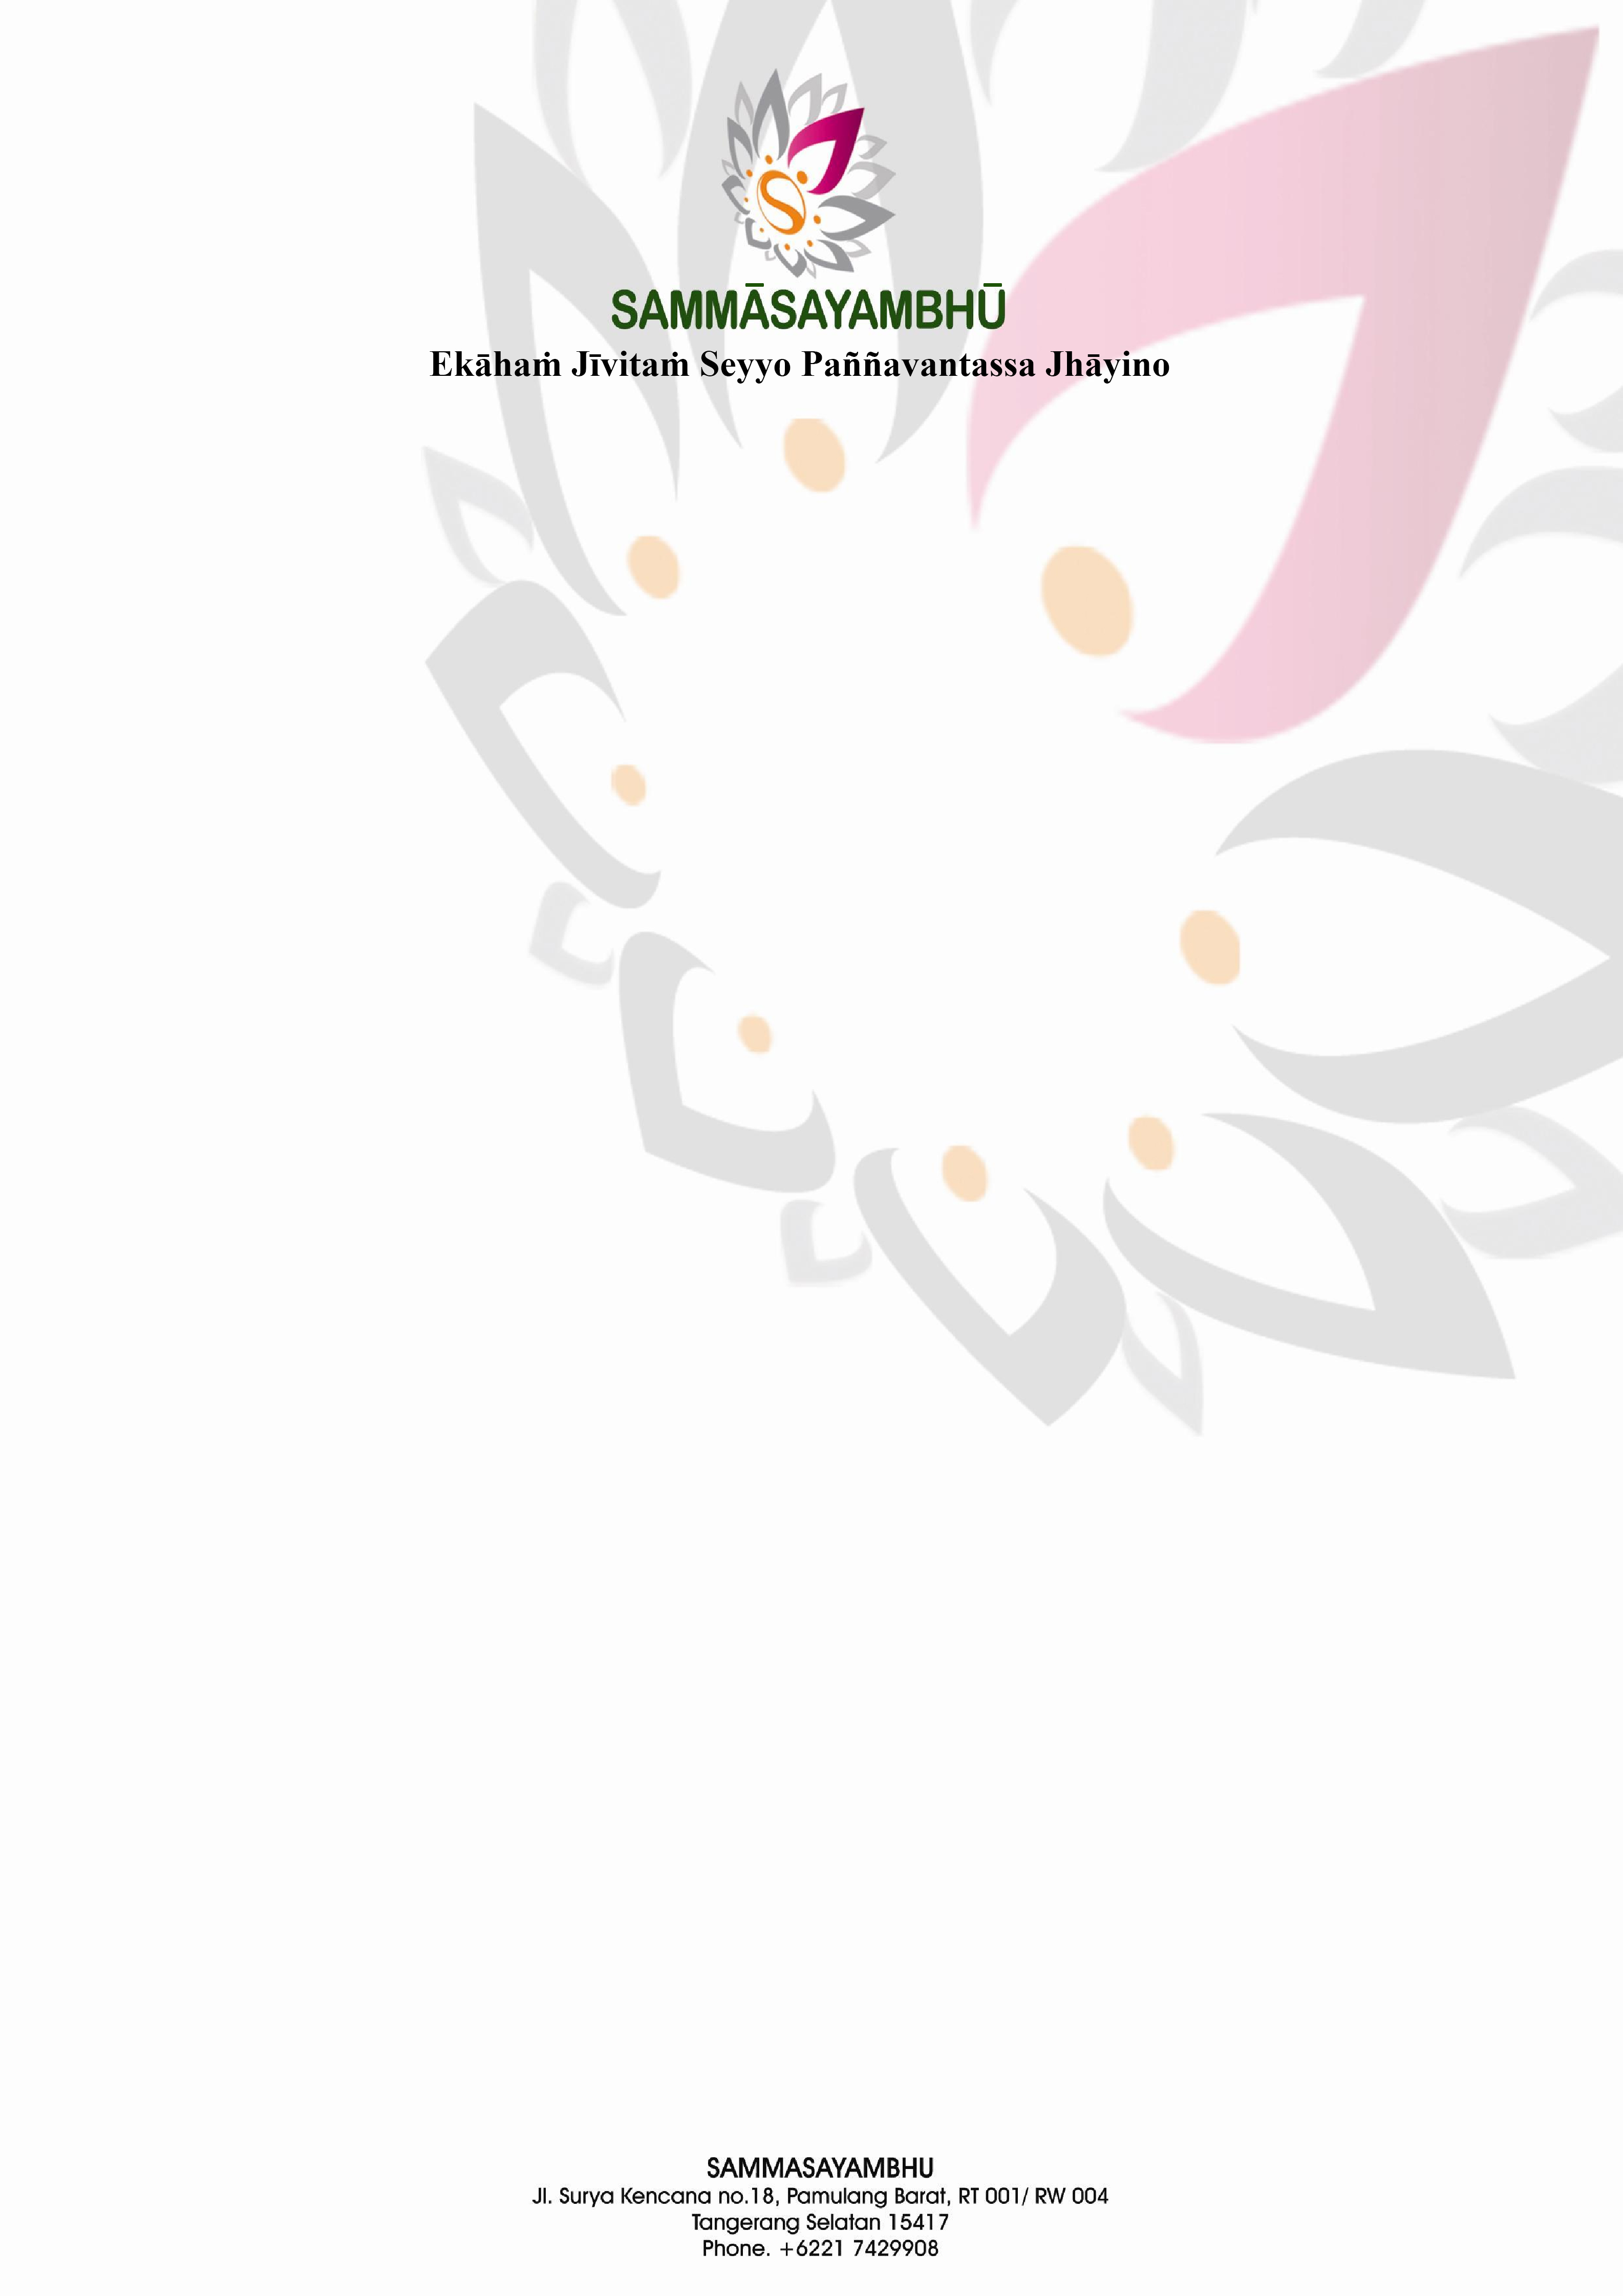 S
SAMMĀSAYAMBHŪ
Ekāhaṁ Jīvitaṁ Seyyo Paññavantassa Jhāyino
SAMMASAYAMBHU
Jl. Surya Kencana no.18, Pamulang Barat, RT 001/ RW 004
Tangerang Selatan 15417
Phone. +6221 7429908